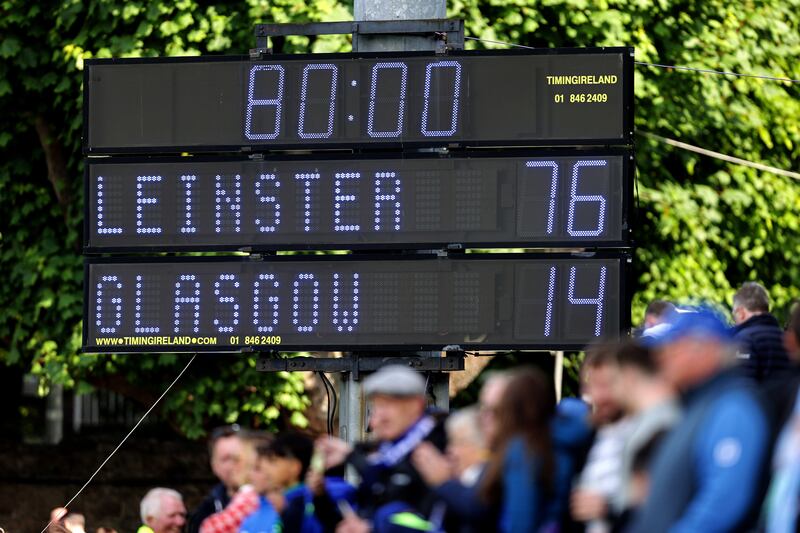 80:00
TIMINGIRELAND
01 846 2409
LEINSTER 76
GLASGOW 14
WWW.TIMINGIRELAND.COM 01 846 2409